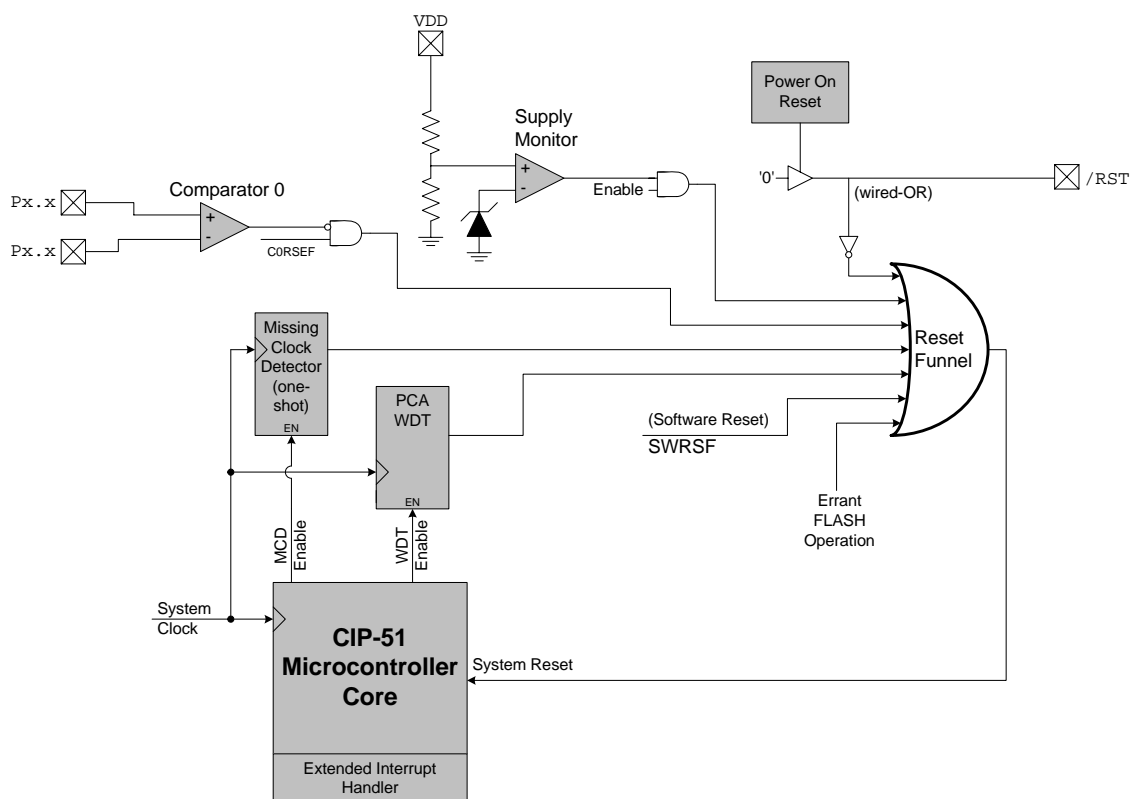 VDD
Power On
Reset
Supply
Monitor
+
-
Enable
'0'
(wired-OR)
/RST
Comparator 0
Px.x
Px.x
+
-
C0RSEF
Missing
Clock
Detector
(one-
shot)
EN
PCA
WDT
EN
Reset
Funnel
(Software Reset)
SWRSF
Errant
FLASH
Operation
MCD
Enable
WDT
Enable
System
Clock
CIP-51
Microcontroller
Core
System Reset
Extended Interrupt
Handler